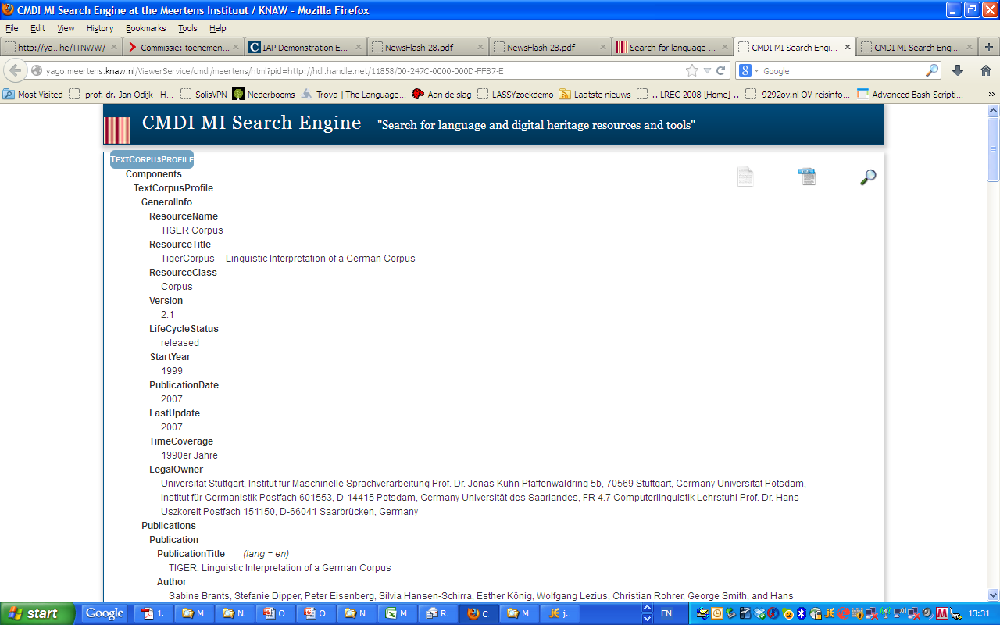 CMDI MI Search Engine at the Meertens Instituut / KNAW - Mozilla Firefox
File Edit View History Bookmarks Tools Help
http://ya...he/TTNWW/ Commissie: toenemen... IAP Demonstration E... NewsFlash 28.pdf NewsFlash 28.pdf Search for language ... CMDI MI Search Engi... CMDI MI Search Engi...
yago.meertens.knaw.nl/ViewerService/cmdi/meertens/html?pid=http://hdl.handle.net/11858/00-247C-0000-000D-FFB7-E Google
Most Visited prof. dr. Jan Odijk - H... SolisVPN Nederbooms Trova | The Language... Aan de slag LASSYzoekdemo Laatste nieuws .. LREC 2008 [Home] .. 9292ov.nl OV-reisinfo... Advanced Bash-Scripti... »
CMDI MI Search Engine "Search for language and digital heritage resources and tools"
TEXTCORPUSPROFILE
Components
TextCorpusProfile
GeneralInfo
ResourceName
TIGER Corpus
ResourceTitle
TigerCorpus -- Linguistic Interpretation of a German Corpus
ResourceClass
Corpus
Version
2.1
LifeCycleStatus
released
StartYear
1999
PublicationDate
2007
LastUpdate
2007
TimeCoverage
1990er Jahre
LegalOwner
Universität Stuttgart, Institut für Maschinelle Sprachverarbeitung Prof. Dr. Jonas Kuhn Pfaffenwaldring 5b, 70569 Stuttgart, Germany Universität Potsdam,
Institut für Germanistik Postfach 601553, D-14415 Potsdam, Germany Universität des Saarlandes, FR 4.7 Computerlinguistik Lehrstuhl Prof. Dr. Hans
Uszkoreit Postfach 151150, D-66041 Saarbrücken, Germany
Publications
Publication
PublicationTitle (lang = en)
TIGER: Linguistic Interpretation of a German Corpus
Author
Sabine Brants, Stefanie Dipper, Peter Eisenberg, Silvia Hansen-Schirra, Esther König, Wolfgang Lezius, Christian Rohrer, George Smith, and Hans
start Google 1. M N O O N M R C M j. EN 13:31